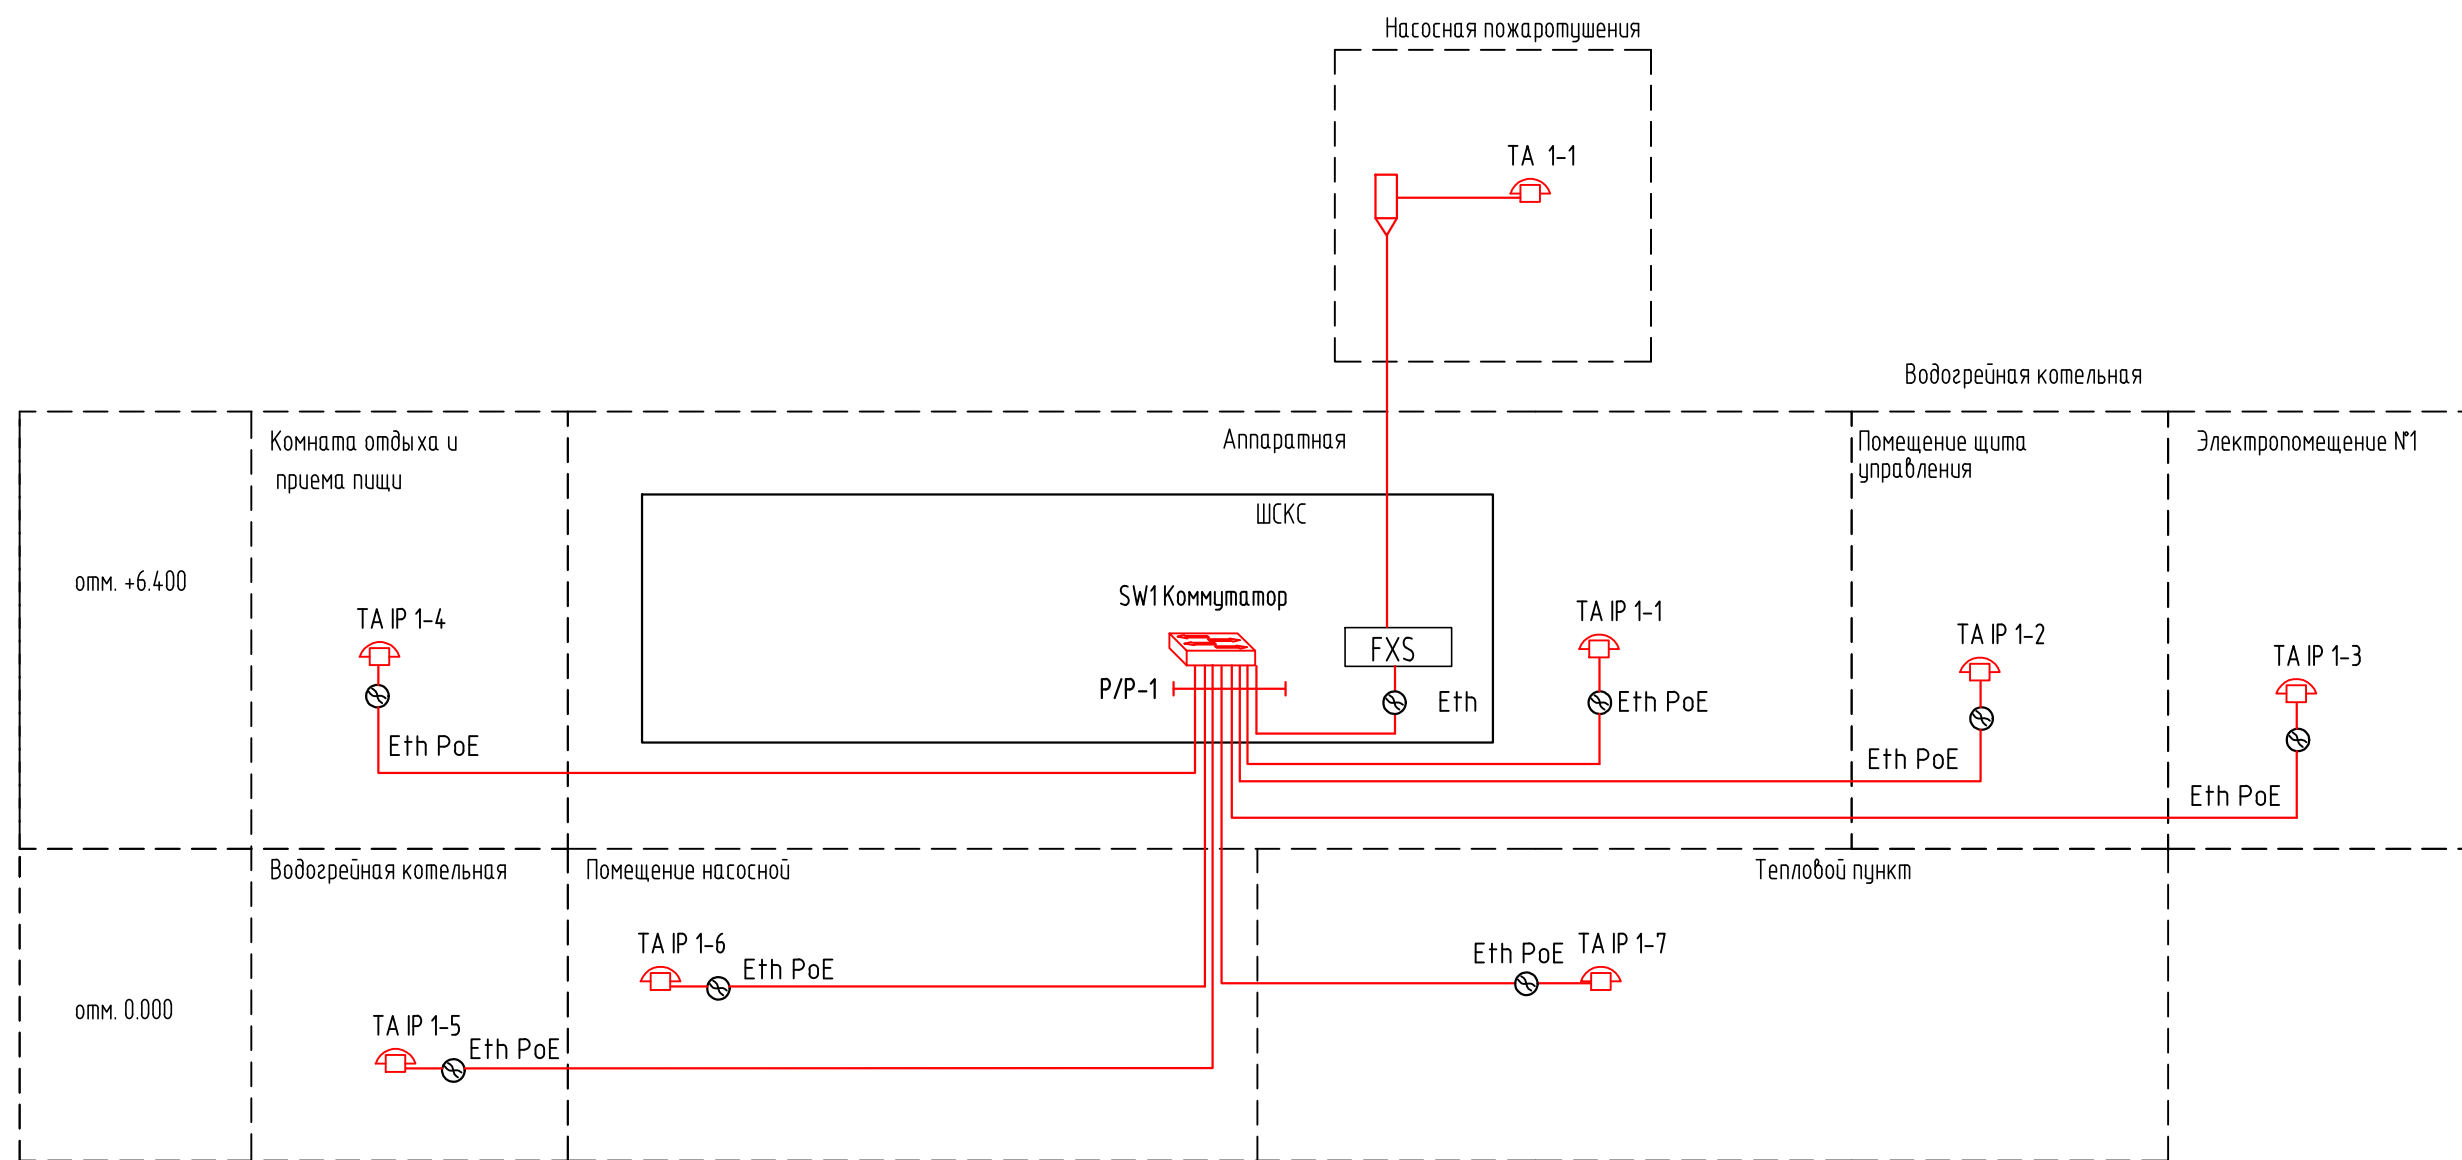 Насосная пожаротушения
ТА 1-1
Водогрейная котельная
Комната отдыха и
приема пищи
Аппаратная
Помещение щита
управления
Электропомещение №1
ШСКС
отм. +6.400
SW1 Коммутатор
ТА IP 1-4
ТА IP 1-1
ТА IP 1-2
ТА IP 1-3
FXS
P/P-1
Eth
Eth PoE
Eth PoE
Eth PoE
Eth PoE
Водогрейная котельная
Помещение насосной
Тепловой пункт
ТА IP 1-6
Eth PoE
Eth PoE
ТА IP 1-7
отм. 0.000
ТА IP 1-5
Eth PoE